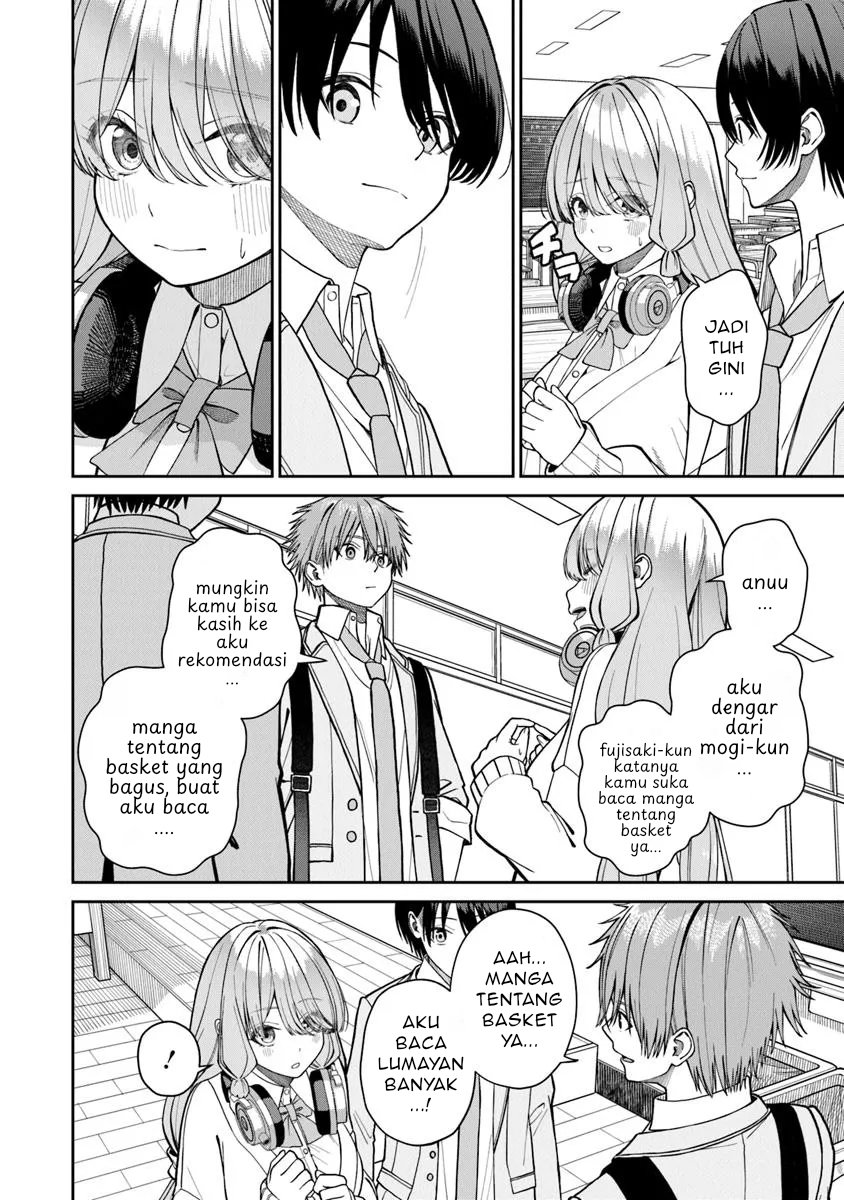 チラ
JADI
TUH
GINI
...
anuu
...
aku
dengar
dari
mogi-kun
...
fujisaki-kun
katanya
kamu suka
baca manga
tentang
basket
ya...
mungkin
kamu bisa
kasih ke
aku
rekomendasi
...
manga
tentang
basket yang
bagus, buat
aku baca
....
AAH...
MANGA
TENTANG
BASKET
YA...
AKU
BACA
LUMAYAN
BANYAK
...!
!